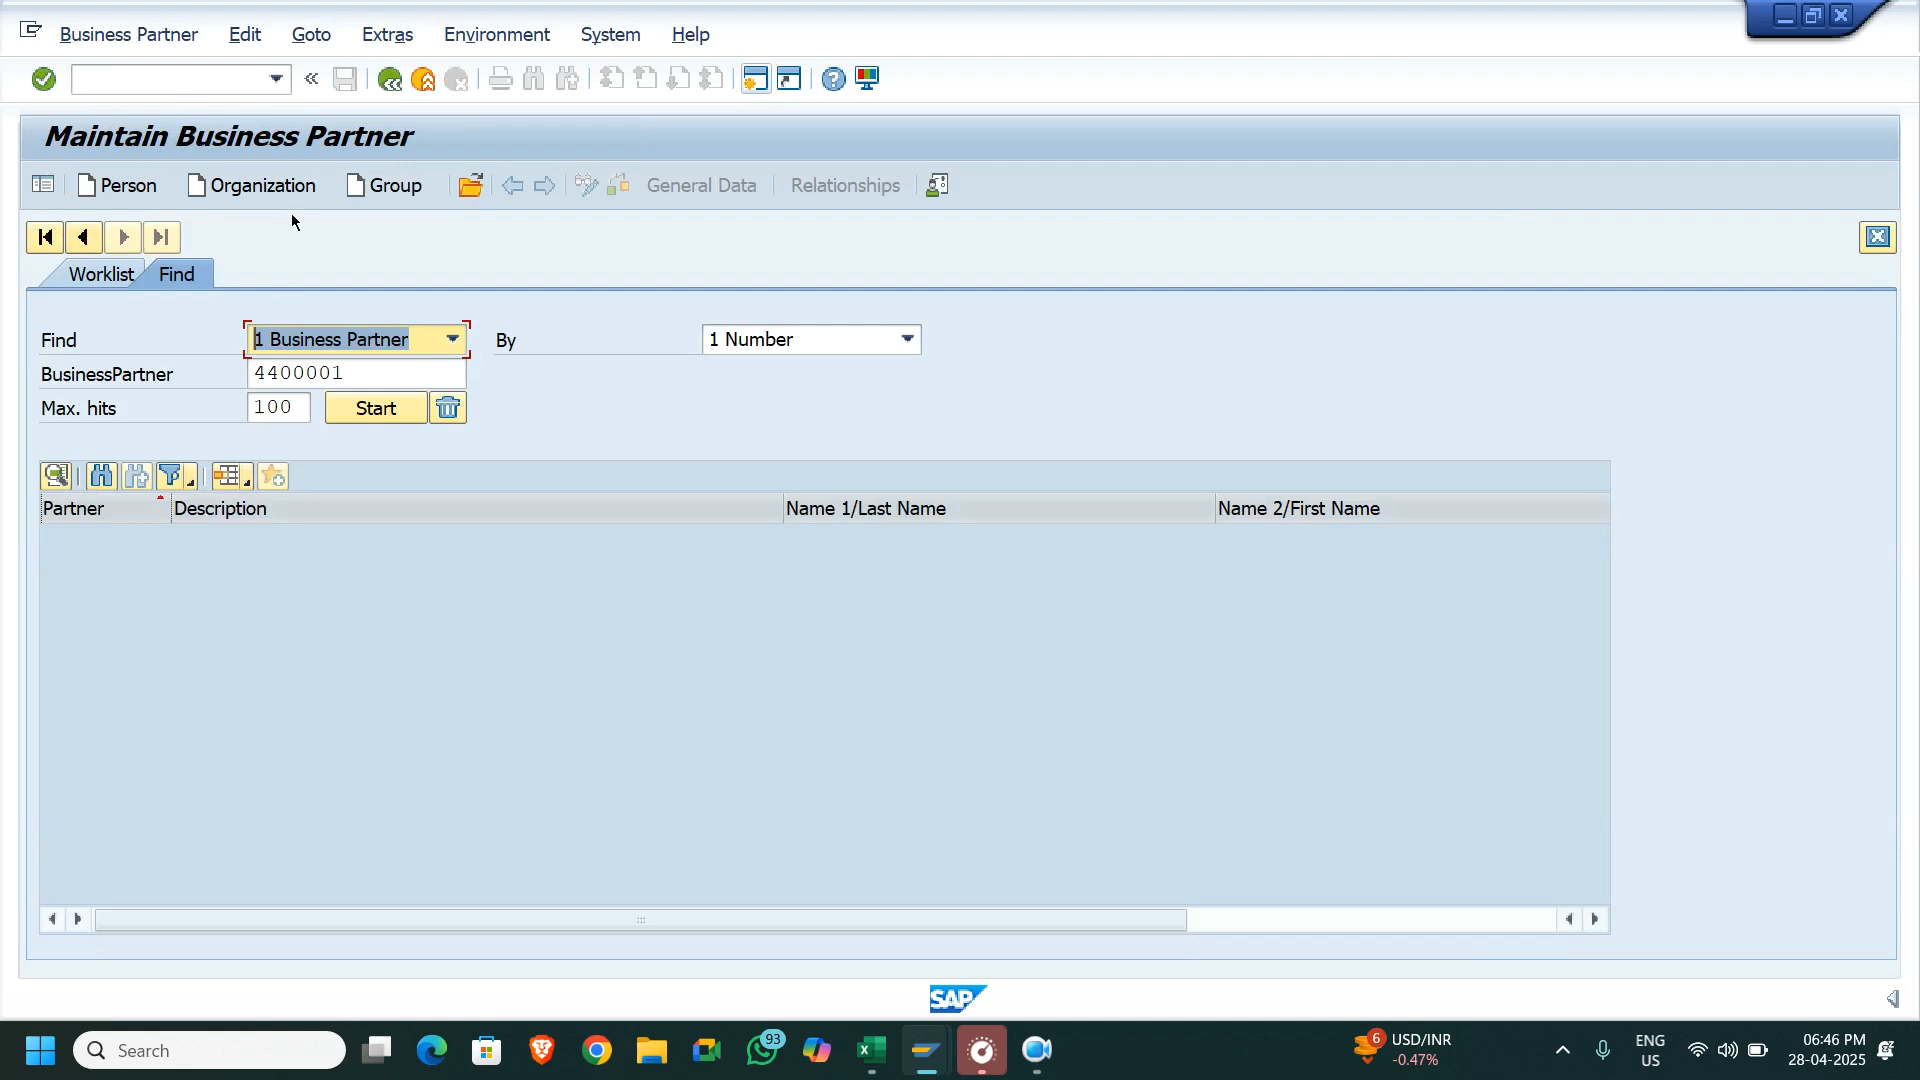 Business Partner Edit Goto Extras Environment System Help
Maintain Business Partner
Person Organization Group General Data Relationships
Worklist Find
Find 1 Business Partner By 1 Number
BusinessPartner 4400001
Max. hits 100 Start
Partner Description Name 1/Last Name Name 2/First Name
SAP
Search
93
6
USD/INR
-0.47%
ENG
US
06:46 PM
28-04-2025